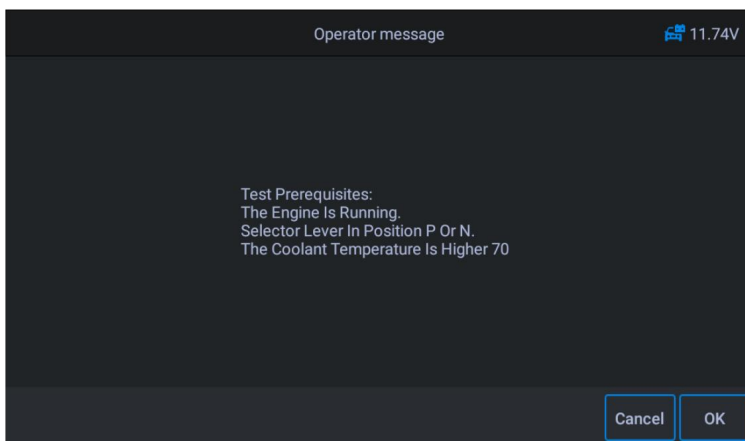 Operator message
11.74V
Test Prerequisites:
The Engine Is Running.
Selector Lever In Position P Or N.
The Coolant Temperature Is Higher 70
Cancel
OK